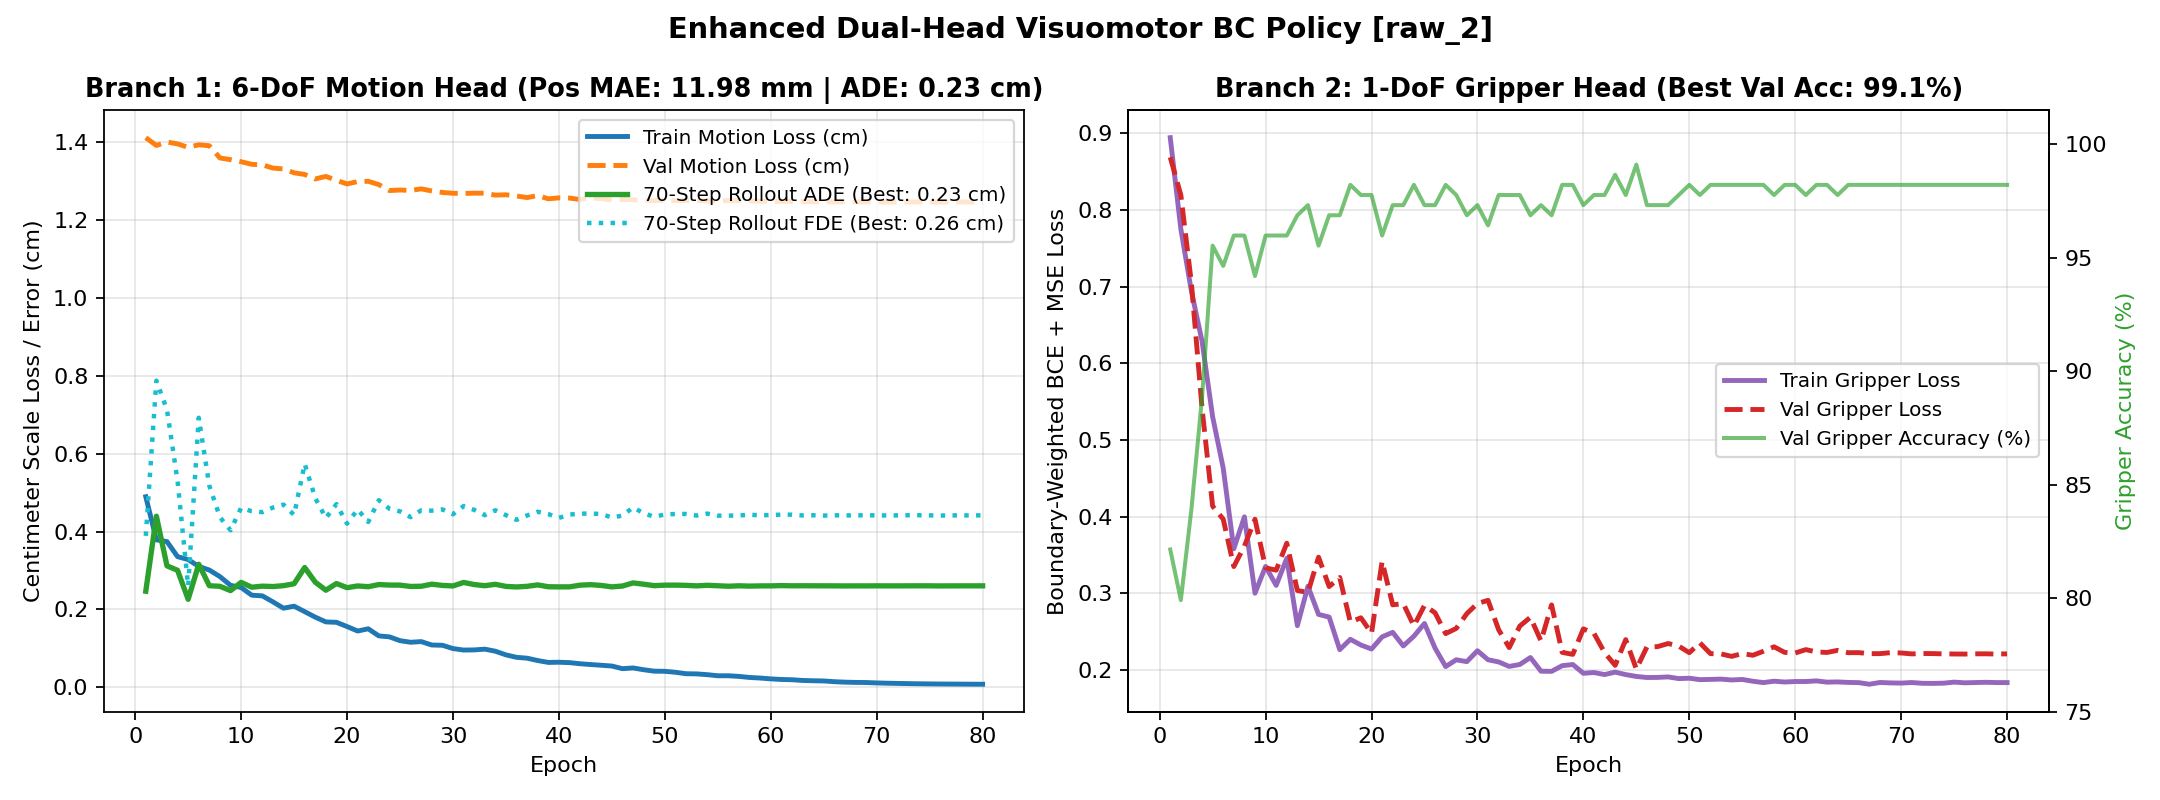 Enhanced Dual-Head Visuomotor BC Policy [raw_2]
Branch 1: 6-DoF Motion Head (Pos MAE: 11.98 mm | ADE: 0.23 cm)
Centimeter Scale Loss / Error (cm)
1.4
1.2
1.0
0.8
0.6
0.4
0.2
0.0
Train Motion Loss (cm)
Val Motion Loss (cm)
70-Step Rollout ADE (Best: 0.23 cm)
70-Step Rollout FDE (Best: 0.26 cm)
0 10 20 30 40 50 60 70 80
Epoch
Branch 2: 1-DoF Gripper Head (Best Val Acc: 99.1%)
Boundary-Weighted BCE + MSE Loss
0.9
0.8
0.7
0.6
0.5
0.4
0.3
0.2
Train Gripper Loss
Val Gripper Loss
Val Gripper Accuracy (%)
100
95
90
85
80
75
Gripper Accuracy (%)
0 10 20 30 40 50 60 70 80
Epoch